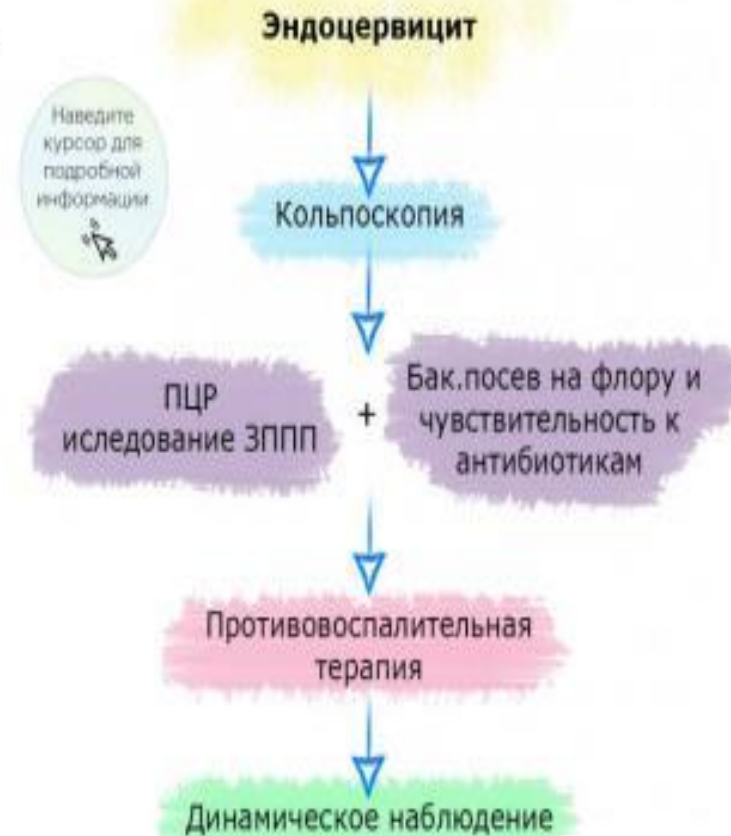 Эндоцервицит
Наведите
курсор для
подробной
информации
Кольпоскопия
ПЦР
иследование ЗППП
+
Бак.посев на флору и
чувствительность к
антибиотикам
Противовоспалительная
терапия
Динамическое наблюдение